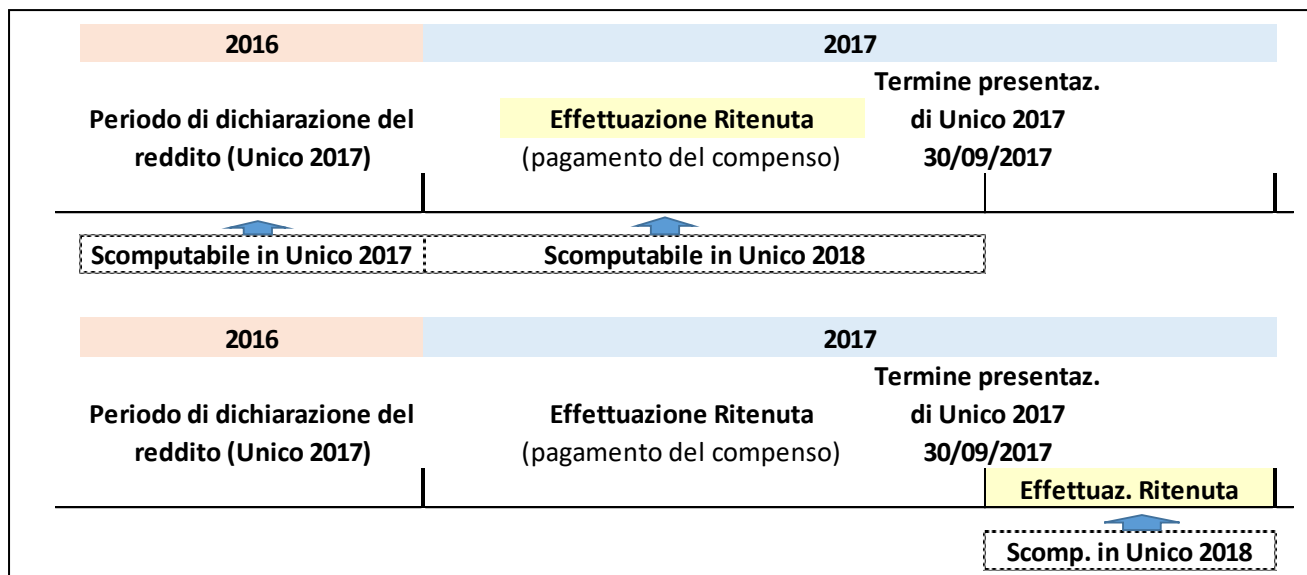 2016 2017
Termine presentaz.
Periodo di dichiarazione del Effettuazione Ritenuta di Unico 2017
reddito (Unico 2017) (pagamento del compenso) 30/09/2017
Scomputabile in Unico 2017 Scomputabile in Unico 2018
2016 2017
Termine presentaz.
Periodo di dichiarazione del Effettuazione Ritenuta di Unico 2017
reddito (Unico 2017) (pagamento del compenso) 30/09/2017
Effettuaz. Ritenuta
Scomp. in Unico 2018